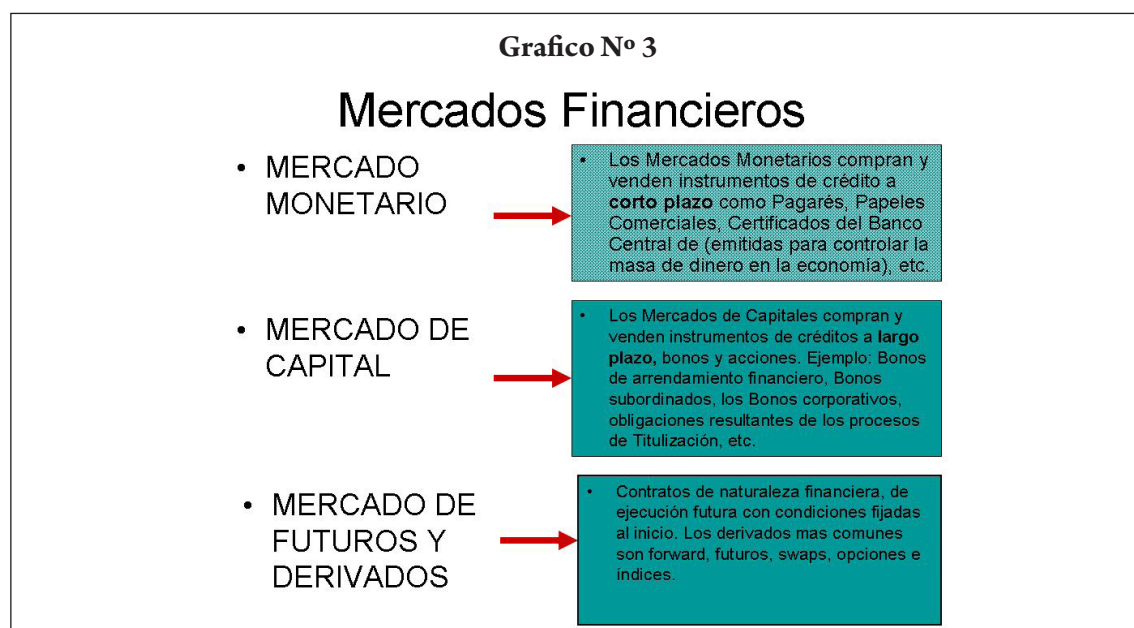 Grafico Nº 3
Mercados Financieros
• MERCADO
MONETARIO
• Los Mercados Monetarios compran y
venden instrumentos de crédito a
corto plazo como Pagarés, Papeles
Comerciales, Certificados del Banco
Central de (emitidas para controlar la
masa de dinero en la economía), etc.
• MERCADO DE
CAPITAL
• Los Mercados de Capitales compran y
venden instrumentos de créditos a largo
plazo, bonos y acciones. Ejemplo: Bonos
de arrendamiento financiero, Bonos
subordinados, los Bonos corporativos,
obligaciones resultantes de los procesos
de Titulización, etc.
• MERCADO DE
FUTUROS Y
DERIVADOS
• Contratos de naturaleza financiera, de
ejecución futura con condiciones fijadas
al inicio. Los derivados mas comunes
son forward, futuros, swaps, opciones e
índices.